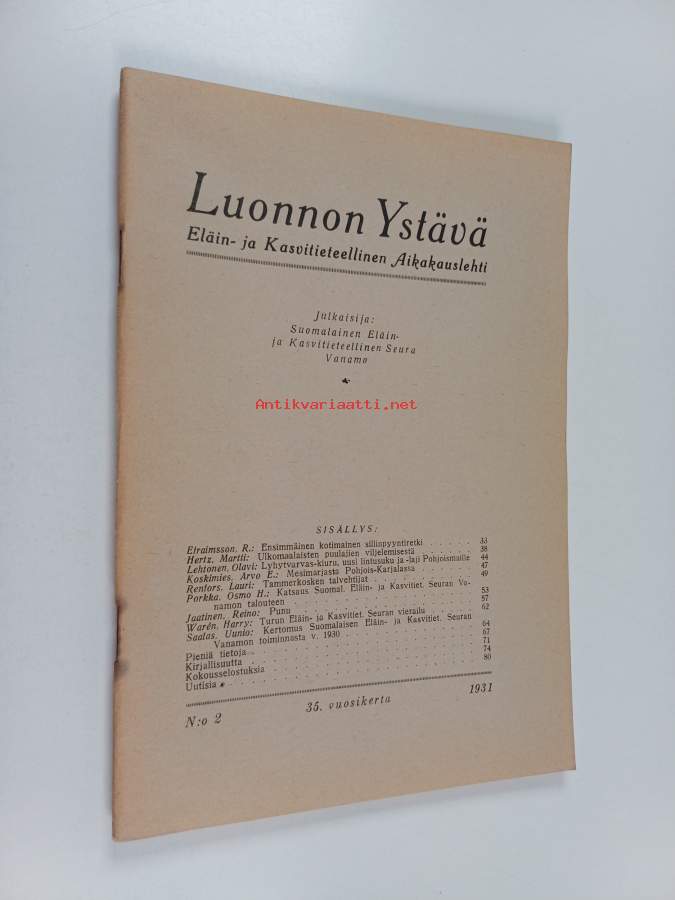 Luonnon Ystävä
Eläin- ja Kasvitieteellinen Aikakauslehti
Julkaisija:
Suomalainen Eläin-
ja Kasvitieteellinen Seura
Vanamo
Antikvariaatti.net
SISÄLLYS:
Efraimsson, R.: Ensimmäinen kotimainen sillinpyyntiretki . . . . . . 33
Hertz, Martti: Ulkomaalaisten puulajien viljelemisestä . . . . . . 38
Lehtonen, Olavi: Lyhytvarvas-kiuru, uusi lintusuku ja -laji Pohjoismaille 44
Koskimies, Arvo E.: Mesimarjasta Pohjois-Karjalassa . . . . . . 47
Renfors, Lauri: Tammerkosken talvehtijat . . . . . . 49
Porkka, Osmo H.: Katsaus Suomal. Eläin- ja Kasvitiet. Seuran Va-
namon talouteen . . . . . . 53
Jaatinen, Reino: Punu . . . . . . 57
Warén, Harry: Turun Eläin- ja Kasvitiet. Seuran vierailu . . . . . . 62
Saalas, Uunio: Kertomus Suomalaisen Eläin- ja Kasvitiet. Seuran
Vanamon toiminnasta v. 1930 . . . . . . 64
Pieniä tietoja . . . . . . 67
Kirjallisuutta . . . . . . 71
Kokousselostuksia . . . . . . 74
Uutisia . . . . . . 80
N:o 2 35. vuosikerta 1931